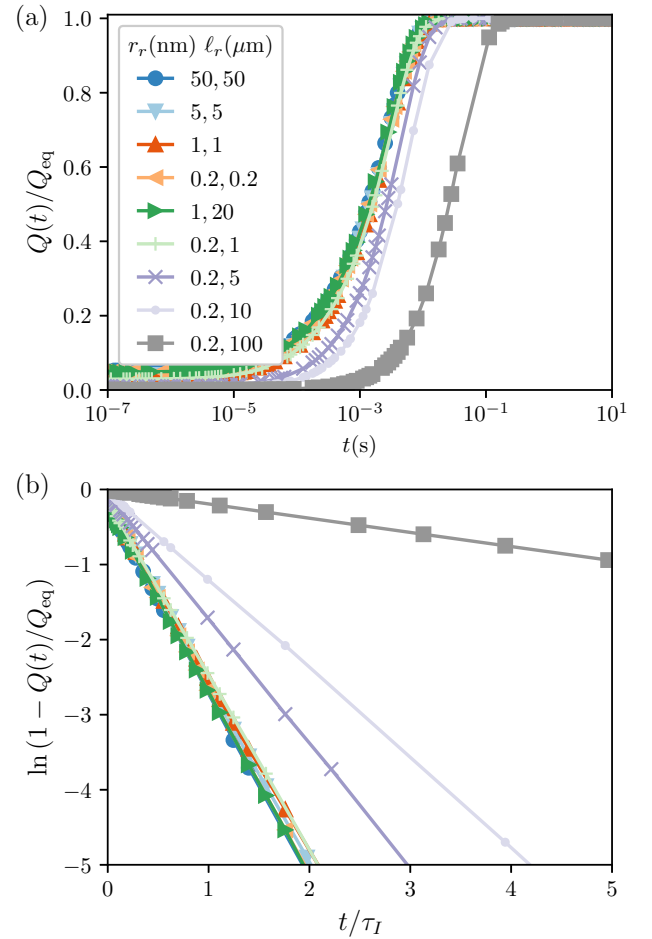 (a)
Q(t)/Q_eq
1.0
0.8
0.6
0.4
0.2
0.0
r_r(nm) ℓ_r(μm)
50, 50
5, 5
1, 1
0.2, 0.2
1, 20
0.2, 1
0.2, 5
0.2, 10
0.2, 100
10^−7 10^−5 10^−3 10^−1 10^1
t(s)
(b)
ln (1 − Q(t)/Q_eq)
0
−1
−2
−3
−4
−5
0 1 2 3 4 5
t/τ_I